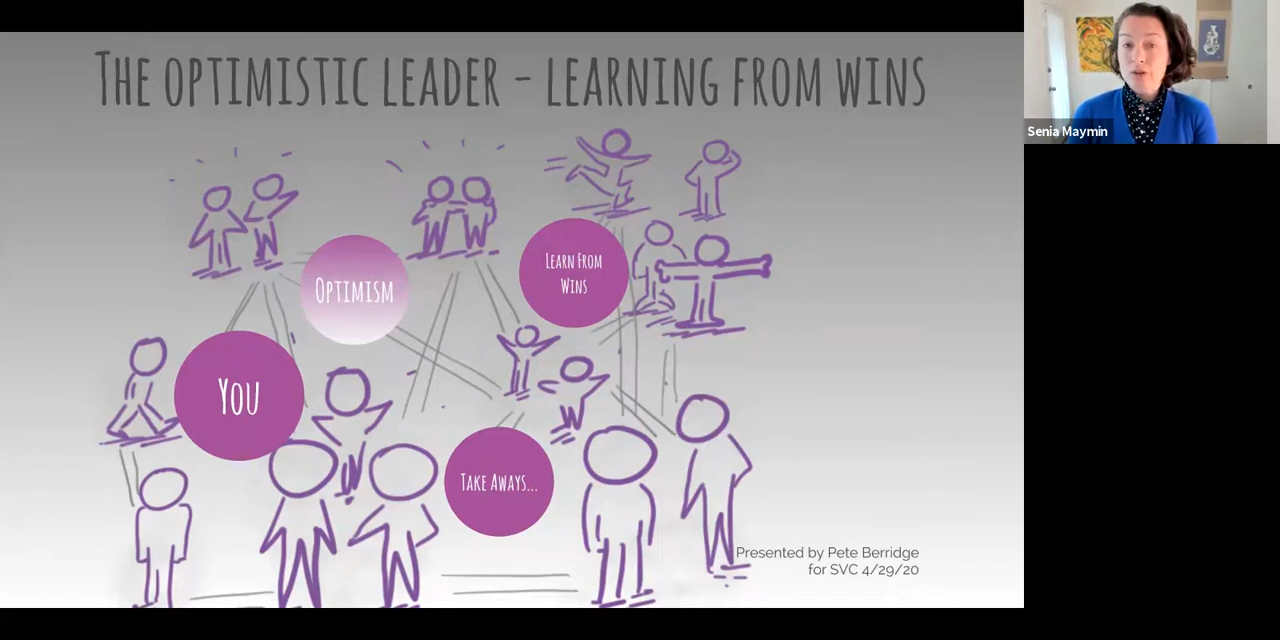 THE OPTIMISTIC LEADER - LEARNING FROM WINS
Senia Maymin
LEARN FROM
WINS
OPTIMISM
YOU
TAKE AWAYS...
Presented by Pete Berridge
for SVC 4/29/20